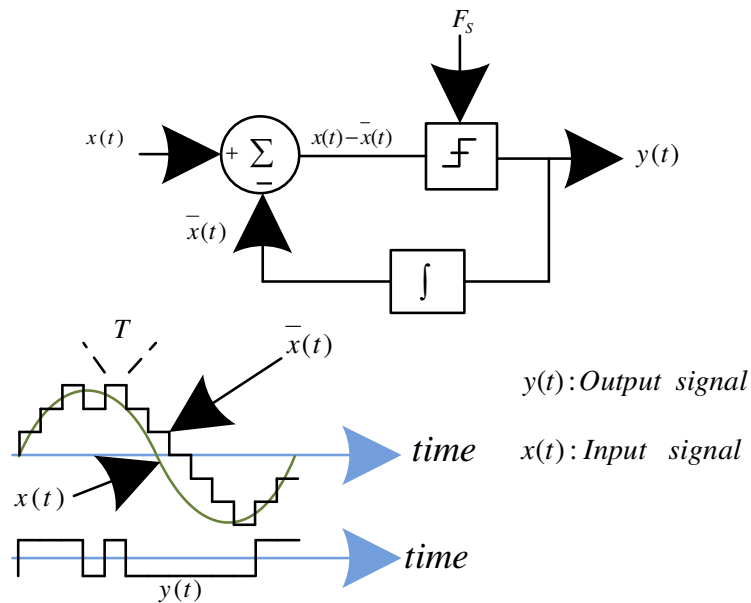 F_S
x(t)
+
Σ
−
x(t)−x̄(t)
y(t)
x̄(t)
∫
T
x̄(t)
y(t):Output signal
time
x(t):Input signal
x(t)
time
y(t)